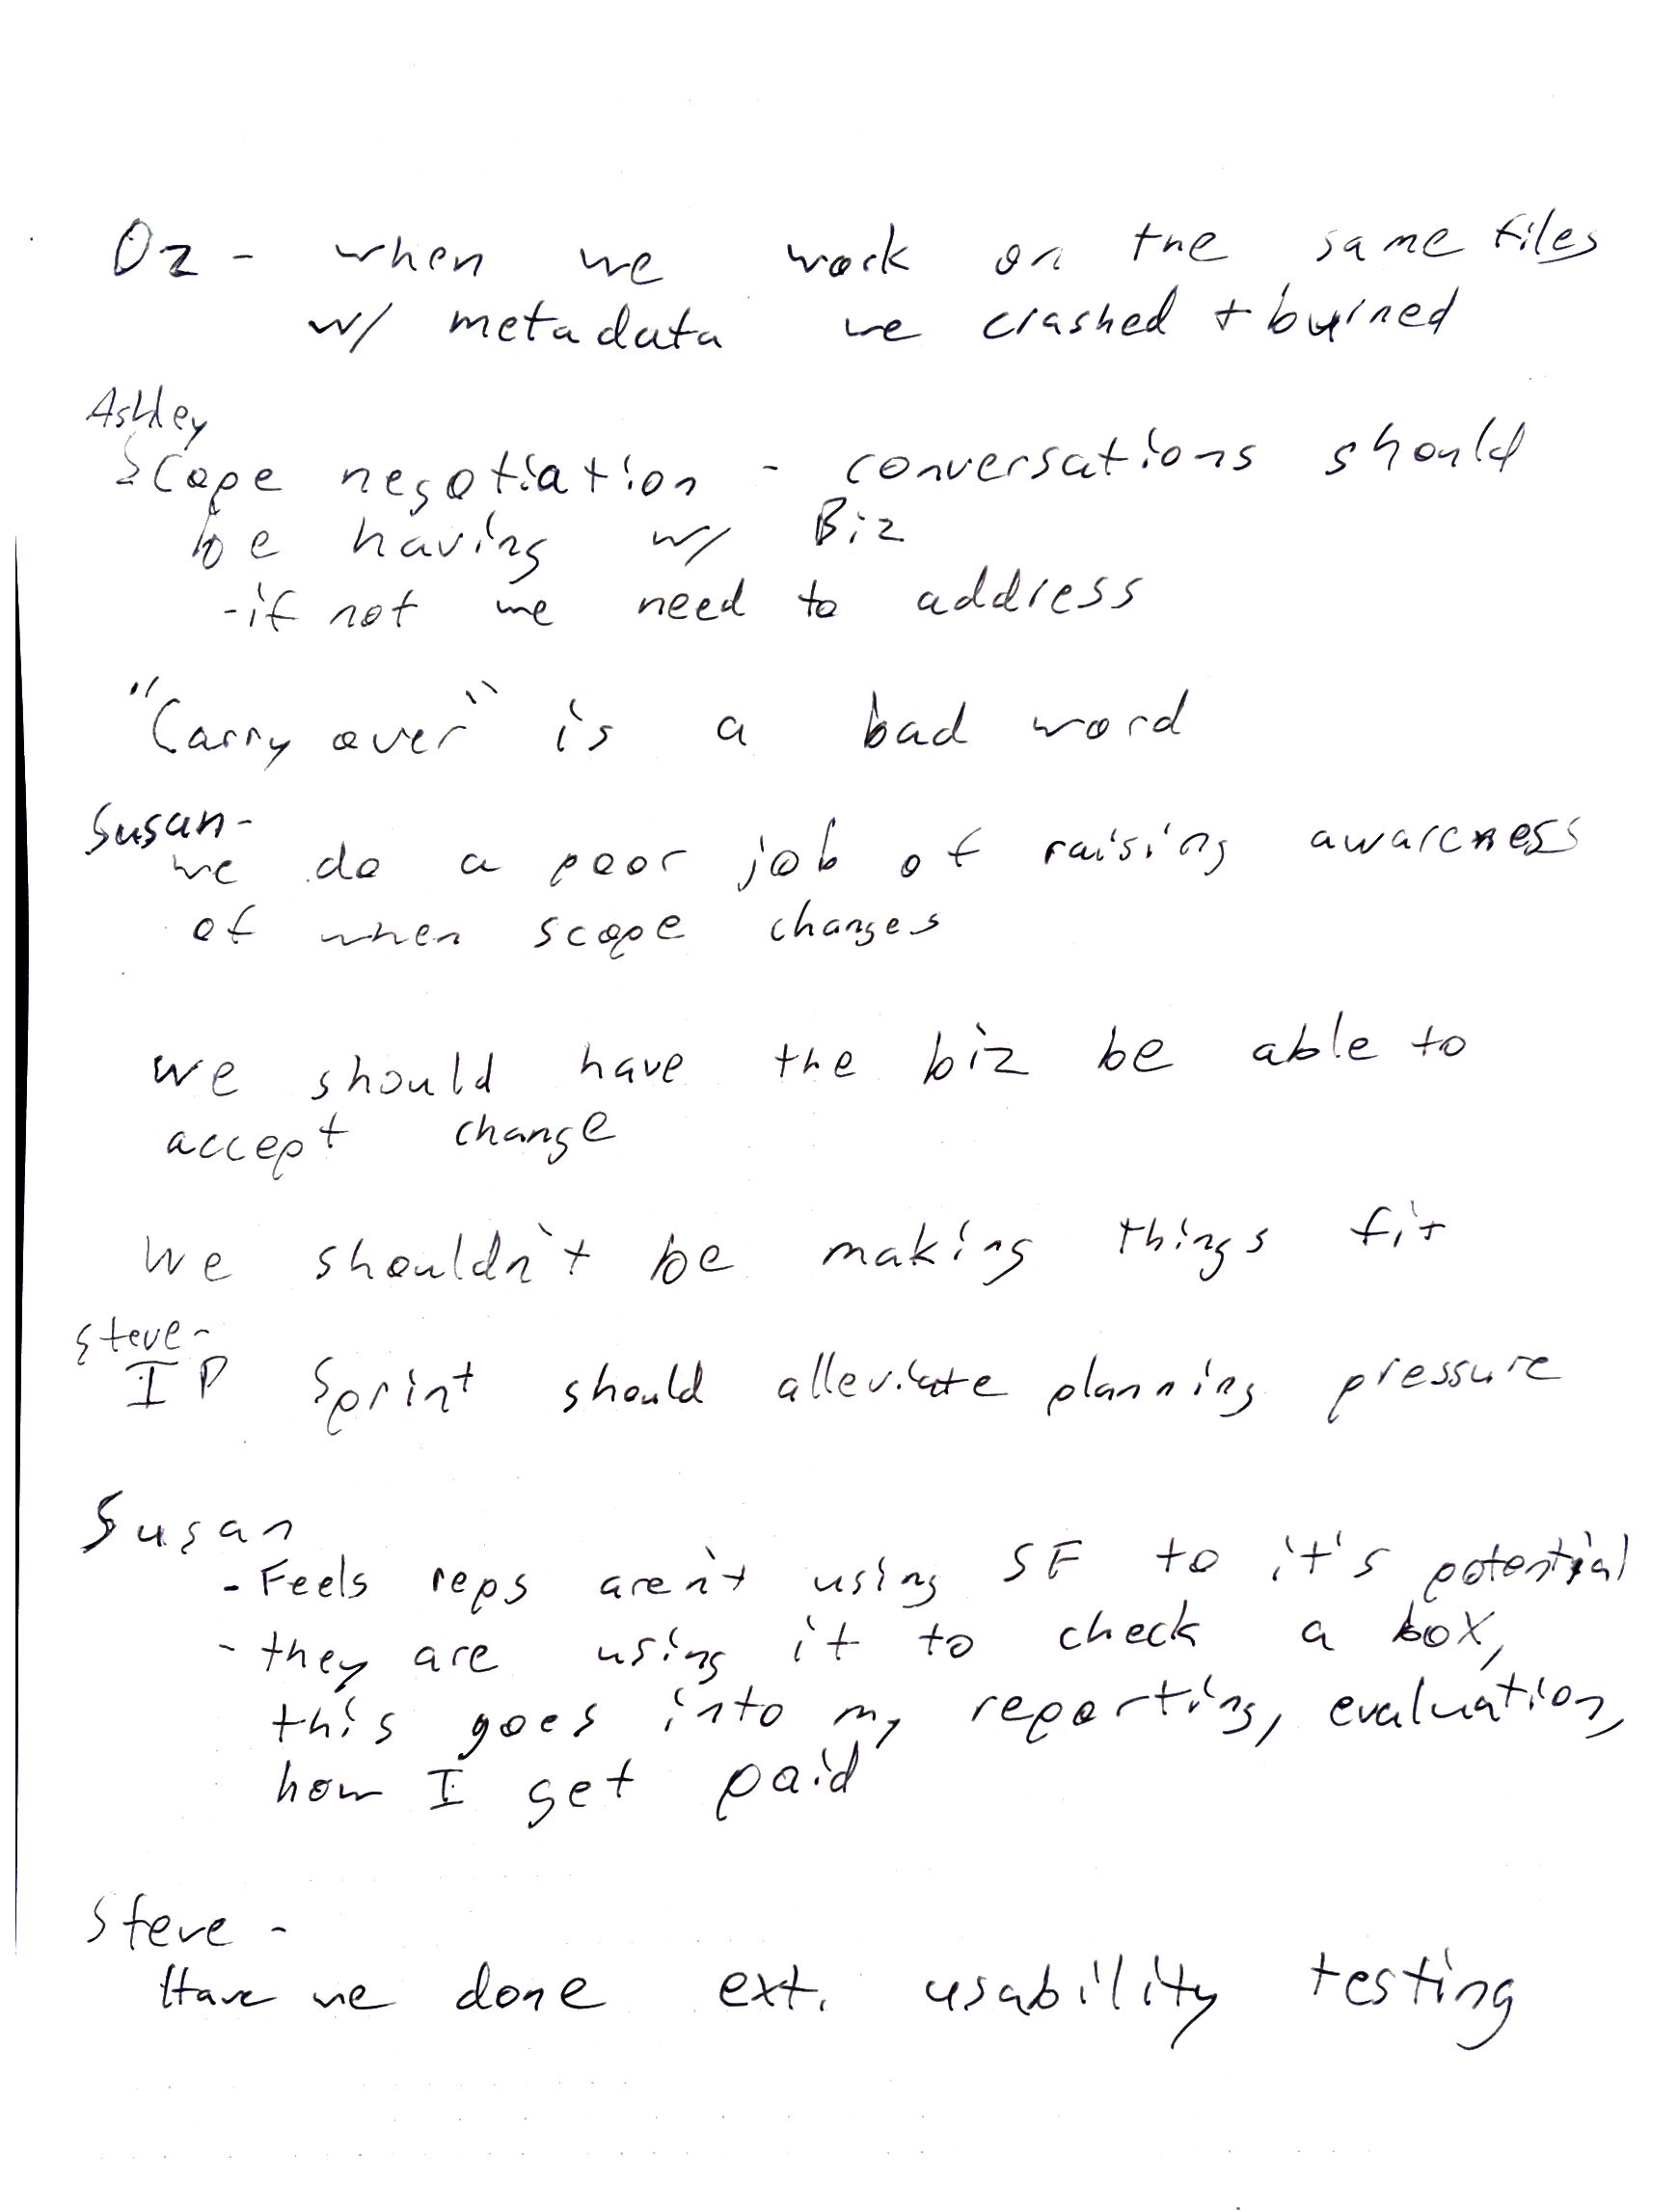 Oz - when we work on the same files
w/ metadata we crashed + burned
Ashley
Scope negotiation - conversations should
be having w/ Biz
-if not we need to address
"Carry over" is a bad word
Susan-
we do a poor job of raising awareness
of when scope changes
we should have the biz be able to
accept change
We shouldn't be making things fit
Steve-
IP Sprint should alleviate planning pressure
Susan
- Feels reps aren't using SF to it's potential
- they are using it to check a box,
this goes into my reporting, evaluation,
how I get paid
Steve -
Have we done ext. usability testing